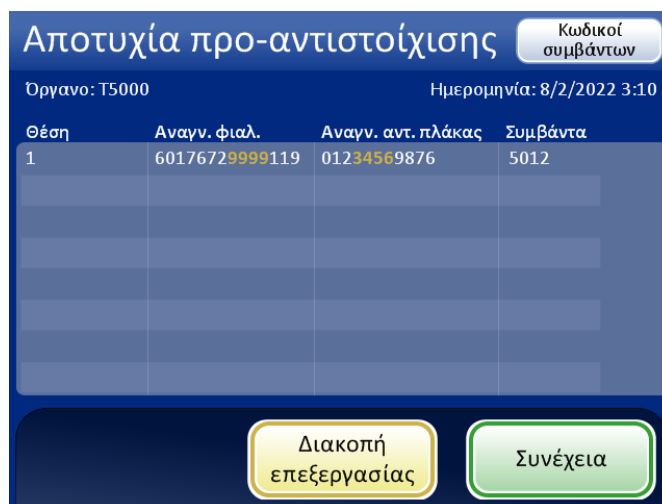 Αποτυχία προ-αντιστοίχισης
Κωδικοί
συμβάντων
Όργανο: T5000 Ημερομηνία: 8/2/2022 3:10
Θέση Αναγν. φιαλ. Αναγν. αντ. πλάκας Συμβάντα
1 60176729999119 01234569876 5012
Διακοπή
επεξεργασίας
Συνέχεια